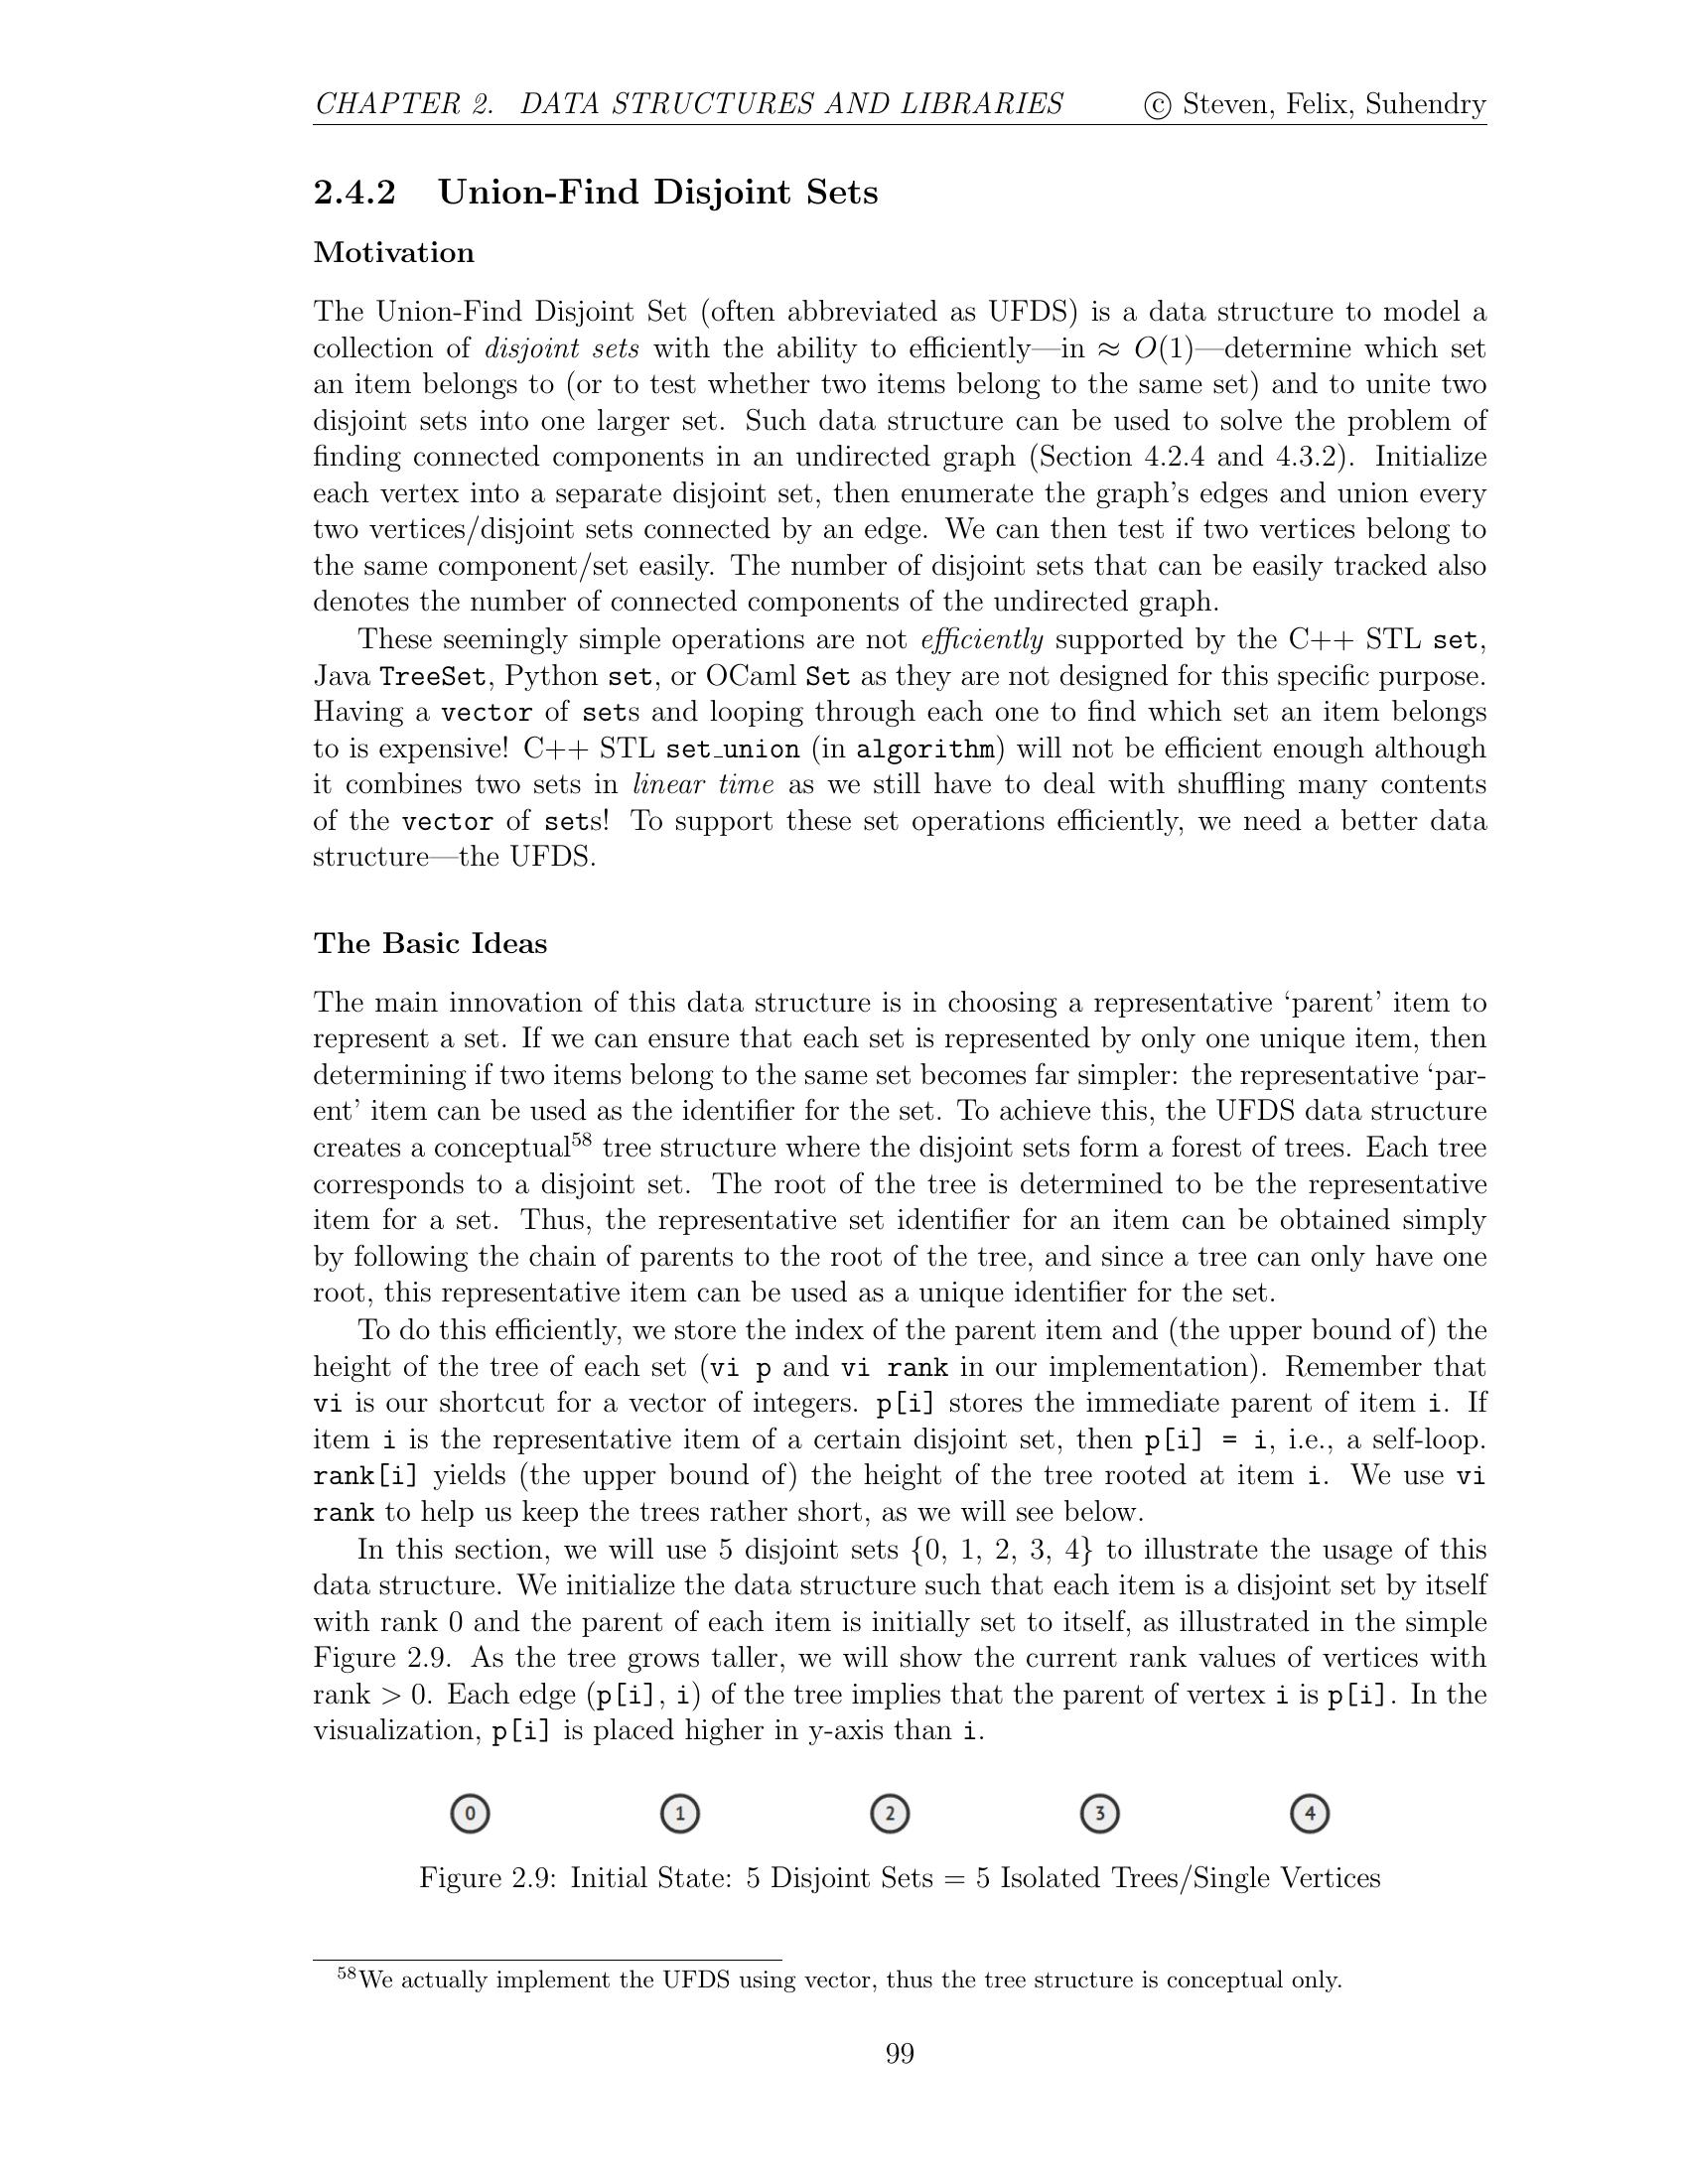 CHAPTER 2. DATA STRUCTURES AND LIBRARIES © Steven, Felix, Suhendry
2.4.2 Union-Find Disjoint Sets
Motivation
The Union-Find Disjoint Set (often abbreviated as UFDS) is a data structure to model a
collection of disjoint sets with the ability to efficiently—in ≈ O(1)—determine which set
an item belongs to (or to test whether two items belong to the same set) and to unite two
disjoint sets into one larger set. Such data structure can be used to solve the problem of
finding connected components in an undirected graph (Section 4.2.4 and 4.3.2). Initialize
each vertex into a separate disjoint set, then enumerate the graph's edges and union every
two vertices/disjoint sets connected by an edge. We can then test if two vertices belong to
the same component/set easily. The number of disjoint sets that can be easily tracked also
denotes the number of connected components of the undirected graph.
These seemingly simple operations are not efficiently supported by the C++ STL set,
Java TreeSet, Python set, or OCaml Set as they are not designed for this specific purpose.
Having a vector of sets and looping through each one to find which set an item belongs
to is expensive! C++ STL set_union (in algorithm) will not be efficient enough although
it combines two sets in linear time as we still have to deal with shuffling many contents
of the vector of sets! To support these set operations efficiently, we need a better data
structure—the UFDS.
The Basic Ideas
The main innovation of this data structure is in choosing a representative ‘parent’ item to
represent a set. If we can ensure that each set is represented by only one unique item, then
determining if two items belong to the same set becomes far simpler: the representative ‘par-
ent’ item can be used as the identifier for the set. To achieve this, the UFDS data structure
creates a conceptual58 tree structure where the disjoint sets form a forest of trees. Each tree
corresponds to a disjoint set. The root of the tree is determined to be the representative
item for a set. Thus, the representative set identifier for an item can be obtained simply
by following the chain of parents to the root of the tree, and since a tree can only have one
root, this representative item can be used as a unique identifier for the set.
To do this efficiently, we store the index of the parent item and (the upper bound of) the
height of the tree of each set (vi p and vi rank in our implementation). Remember that
vi is our shortcut for a vector of integers. p[i] stores the immediate parent of item i. If
item i is the representative item of a certain disjoint set, then p[i] = i, i.e., a self-loop.
rank[i] yields (the upper bound of) the height of the tree rooted at item i. We use vi
rank to help us keep the trees rather short, as we will see below.
In this section, we will use 5 disjoint sets {0, 1, 2, 3, 4} to illustrate the usage of this
data structure. We initialize the data structure such that each item is a disjoint set by itself
with rank 0 and the parent of each item is initially set to itself, as illustrated in the simple
Figure 2.9. As the tree grows taller, we will show the current rank values of vertices with
rank > 0. Each edge (p[i], i) of the tree implies that the parent of vertex i is p[i]. In the
visualization, p[i] is placed higher in y-axis than i.
0 1 2 3 4
Figure 2.9: Initial State: 5 Disjoint Sets = 5 Isolated Trees/Single Vertices
58We actually implement the UFDS using vector, thus the tree structure is conceptual only.
99